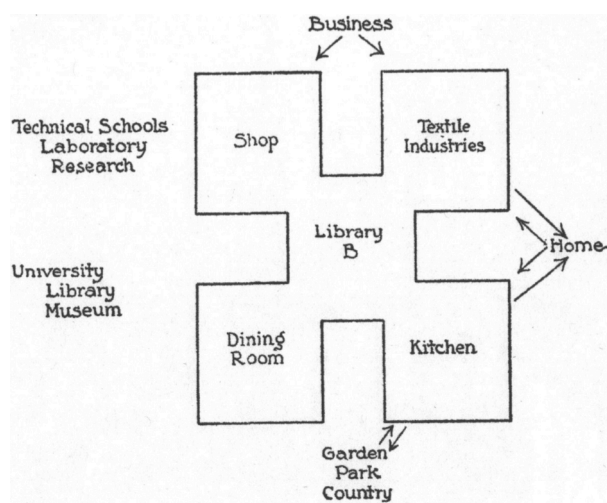 Business
Technical Schools
Laboratory
Research
Shop
Textile
Industries
Library
B
Home
University
Library
Museum
Dining
Room
Kitchen
Garden
Park
Country